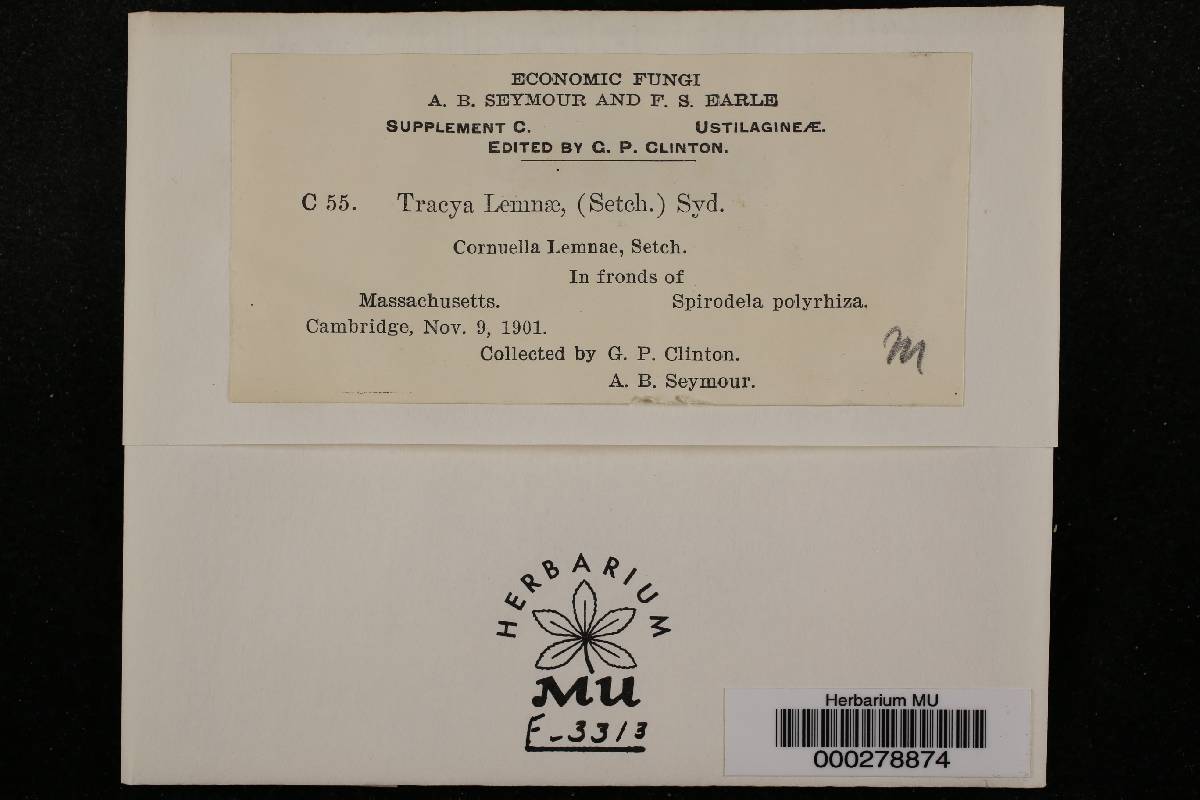 ECONOMIC FUNGI
A. B. SEYMOUR AND F. S. EARLE
SUPPLEMENT C. USTILAGINEÆ.
EDITED BY G. P. CLINTON.
C 55. Tracya Lemnæ, (Setch.) Syd.
Cornuella Lemnae, Setch.
In fronds of
Massachusetts. Spirodela polyrhiza.
Cambridge, Nov. 9, 1901.
Collected by G. P. Clinton.
A. B. Seymour.
m
HERBARIUM
MU
F-3313
Herbarium MU
000278874